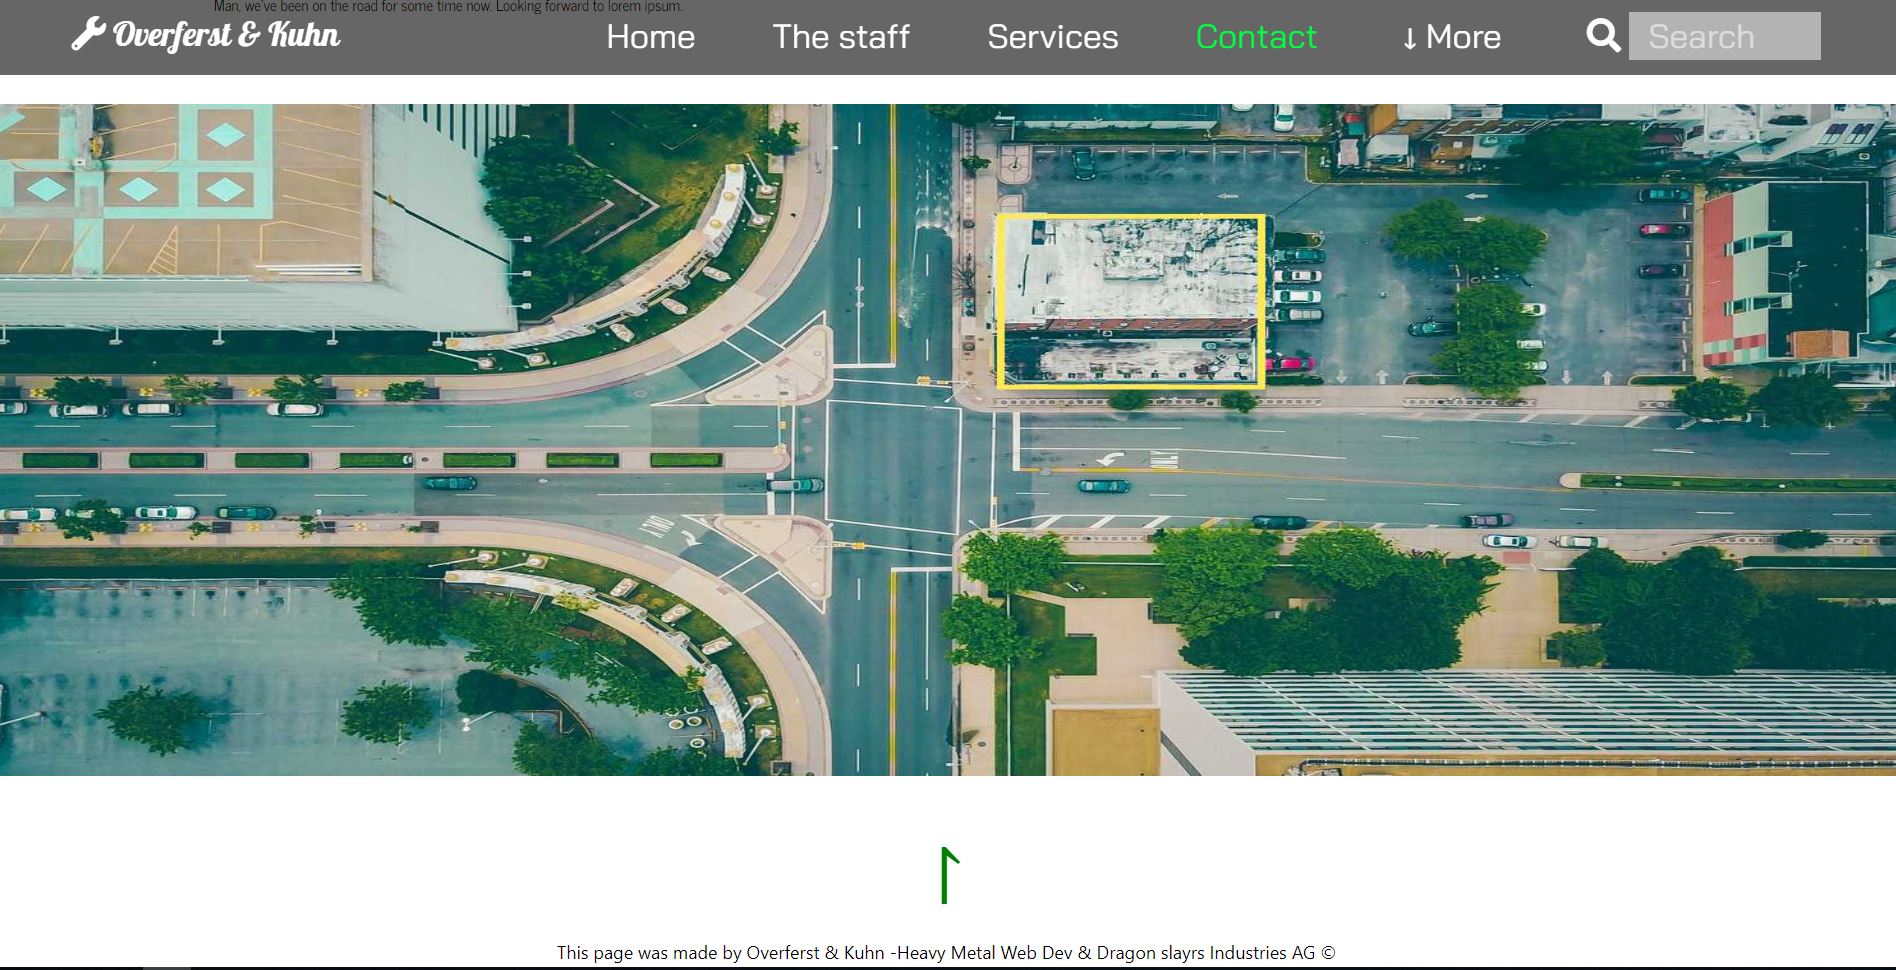 Man, we've been on the road for some time now. Looking forward to lorem ipsum.
Overferst & Kuhn Home The staff Services Contact ↓ More Search
ONLY
ONLY
This page was made by Overferst & Kuhn -Heavy Metal Web Dev & Dragon slayrs Industries AG ©